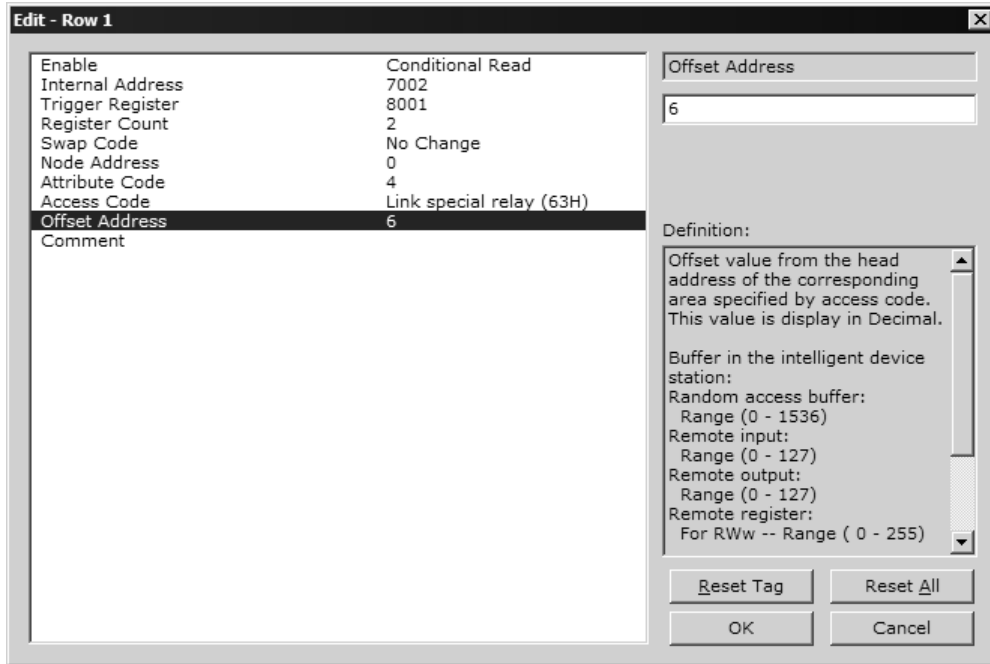 Edit - Row 1
Enable Conditional Read
Internal Address 7002
Trigger Register 8001
Register Count 2
Swap Code No Change
Node Address 0
Attribute Code 4
Access Code Link special relay (63H)
Offset Address 6
Comment
Offset Address
6
Definition:
Offset value from the head
address of the corresponding
area specified by access code.
This value is display in Decimal.
Buffer in the intelligent device
station:
Random access buffer:
Range (0 - 1536)
Remote input:
Range (0 - 127)
Remote output:
Range (0 - 127)
Remote register:
For RWw -- Range ( 0 - 255)
Reset Tag Reset All
OK Cancel